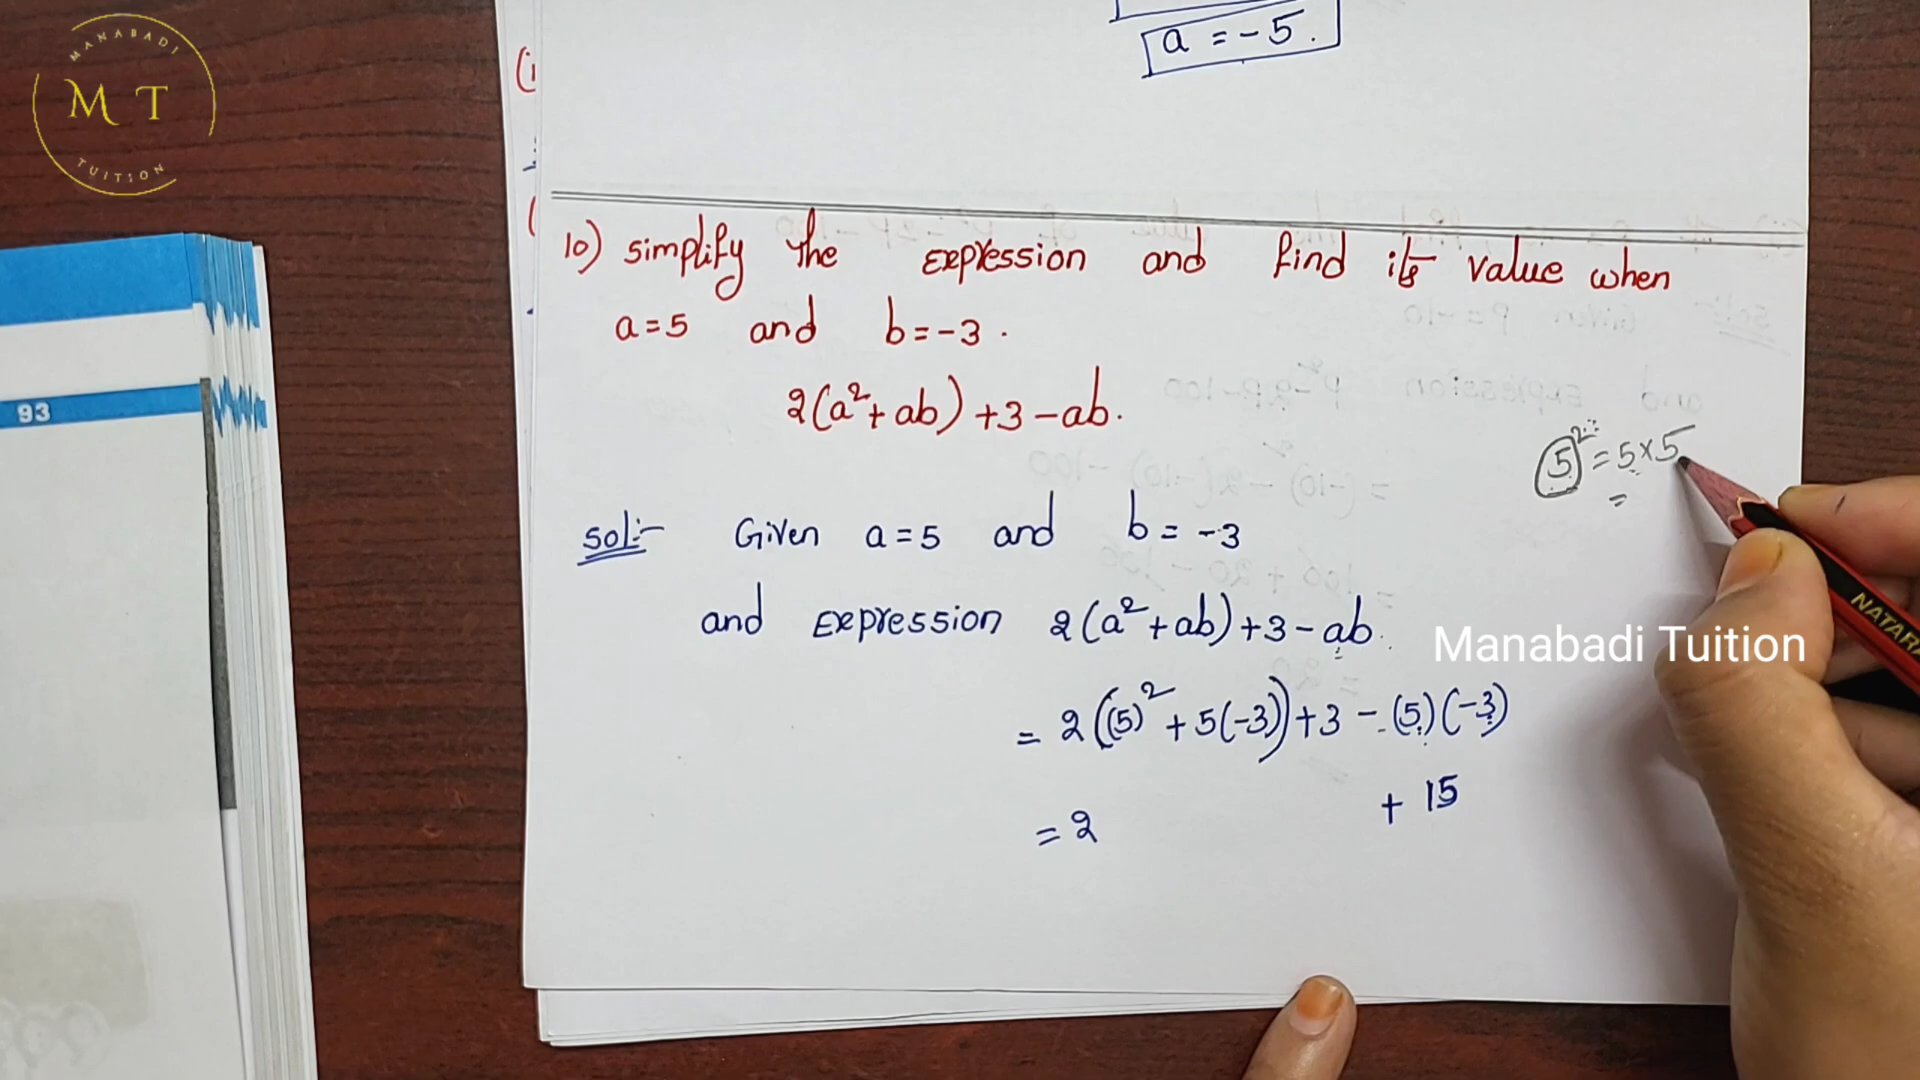 MANABADI
M T
TUITION
a = -5.
93
10) simplify the expression and find its value when
a=5 and b=-3.
2(a²+ab)+3-ab.
(5)² = 5×5
=
sol:- Given a=5 and b=-3
and expression 2(a²+ab)+3-ab.
Manabadi Tuition
= 2((5)²+5(-3))+3-(5)(-3)
= 2 + 15